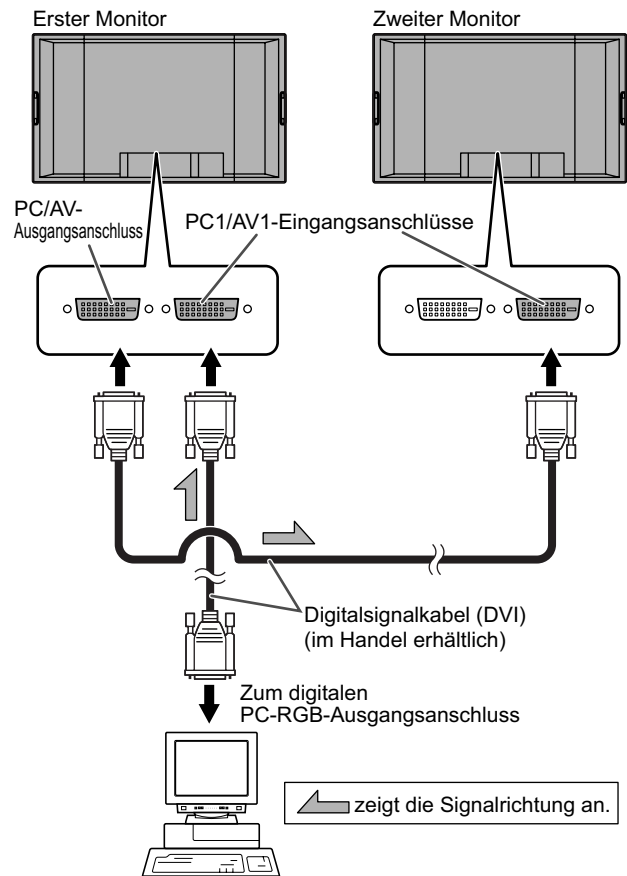 Erster Monitor
Zweiter Monitor
PC/AV-
Ausgangsanschluss
PC1/AV1-Eingangsanschlüsse
Digitalsignalkabel (DVI)
(im Handel erhältlich)
Zum digitalen
PC-RGB-Ausgangsanschluss
zeigt die Signalrichtung an.